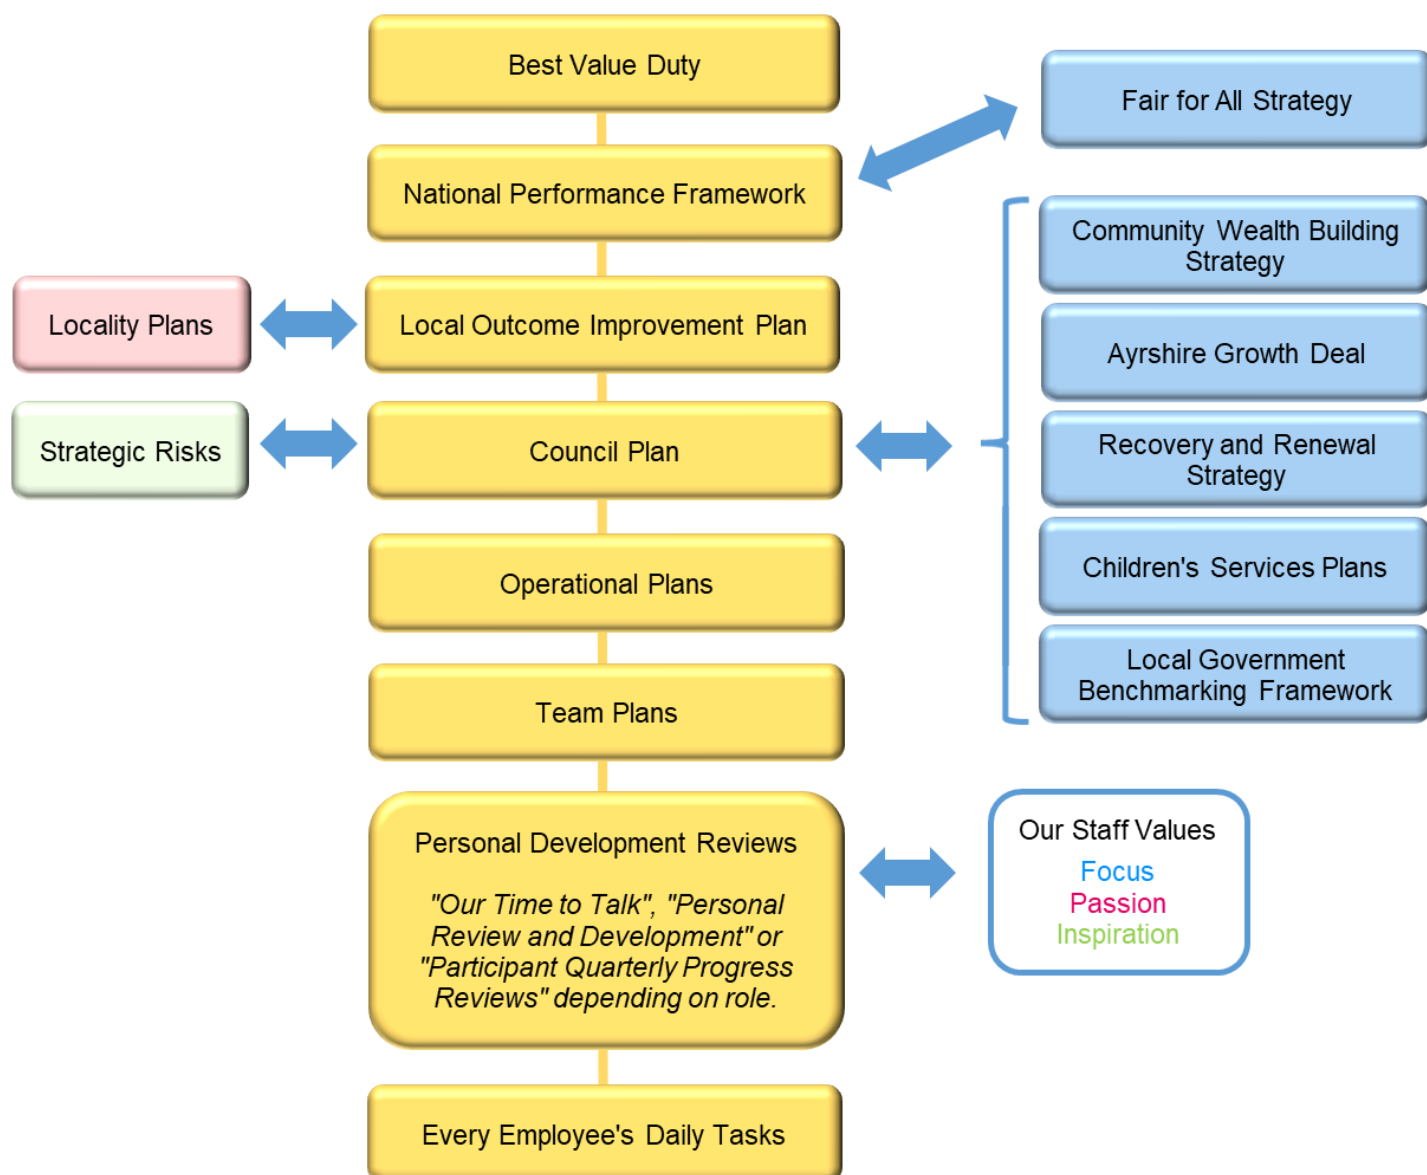 Best Value Duty
Fair for All Strategy
National Performance Framework
Community Wealth Building
Strategy
Locality Plans
Local Outcome Improvement Plan
Ayrshire Growth Deal
Strategic Risks
Council Plan
Recovery and Renewal
Strategy
Operational Plans
Children's Services Plans
Team Plans
Local Government
Benchmarking Framework
Personal Development Reviews
"Our Time to Talk", "Personal
Review and Development" or
"Participant Quarterly Progress
Reviews" depending on role.
Our Staff Values
Focus
Passion
Inspiration
Every Employee's Daily Tasks